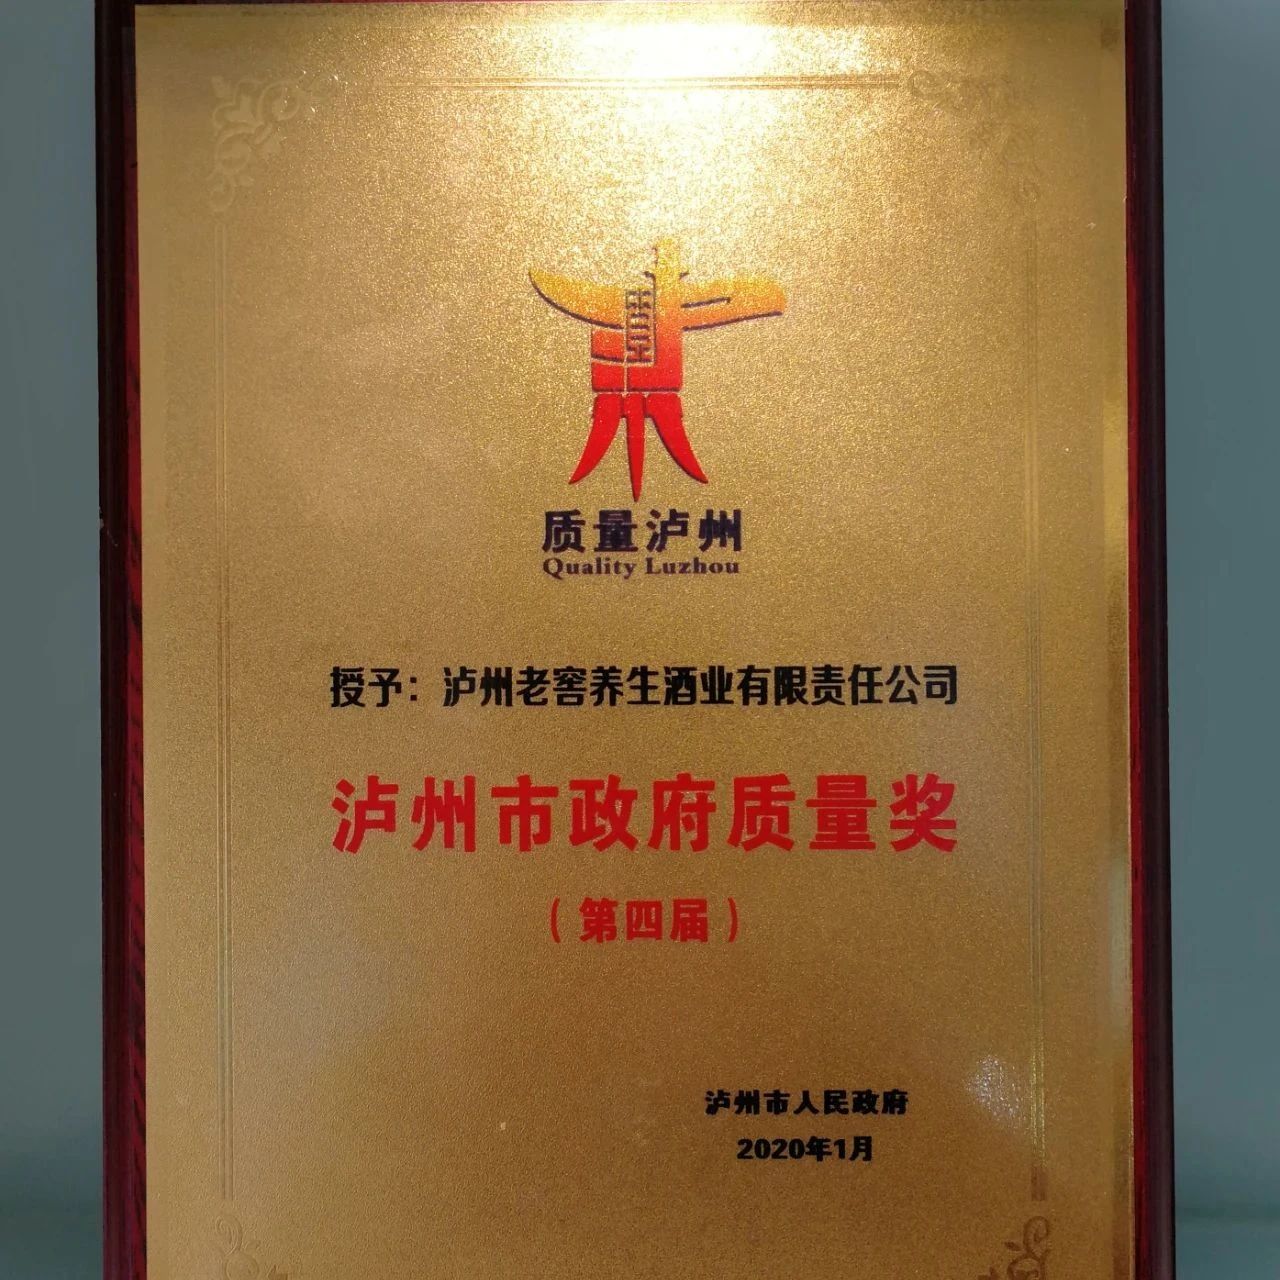 质量泸州
Quality Luzhou
授予：泸州老窖养生酒业有限责任公司
泸州市政府质量奖
（第四届）
泸州市人民政府
2020年1月